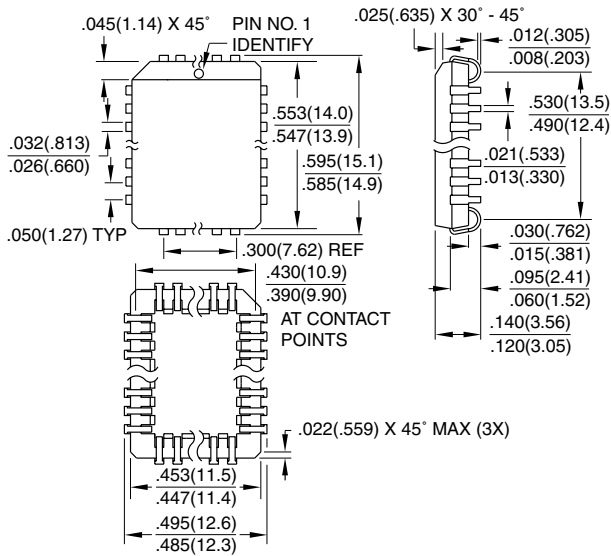 .045(1.14) X 45˚
PIN NO. 1
IDENTIFY
.025(.635) X 30˚ - 45˚
.012(.305)
.008(.203)
.553(14.0)
.547(13.9)
.530(13.5)
.490(12.4)
.032(.813)
.026(.660)
.595(15.1)
.585(14.9)
.021(.533)
.013(.330)
.050(1.27) TYP
.300(7.62) REF
.030(.762)
.015(.381)
.430(10.9)
.390(9.90)
AT CONTACT
POINTS
.095(2.41)
.060(1.52)
.140(3.56)
.120(3.05)
.022(.559) X 45˚ MAX (3X)
.453(11.5)
.447(11.4)
.495(12.6)
.485(12.3)